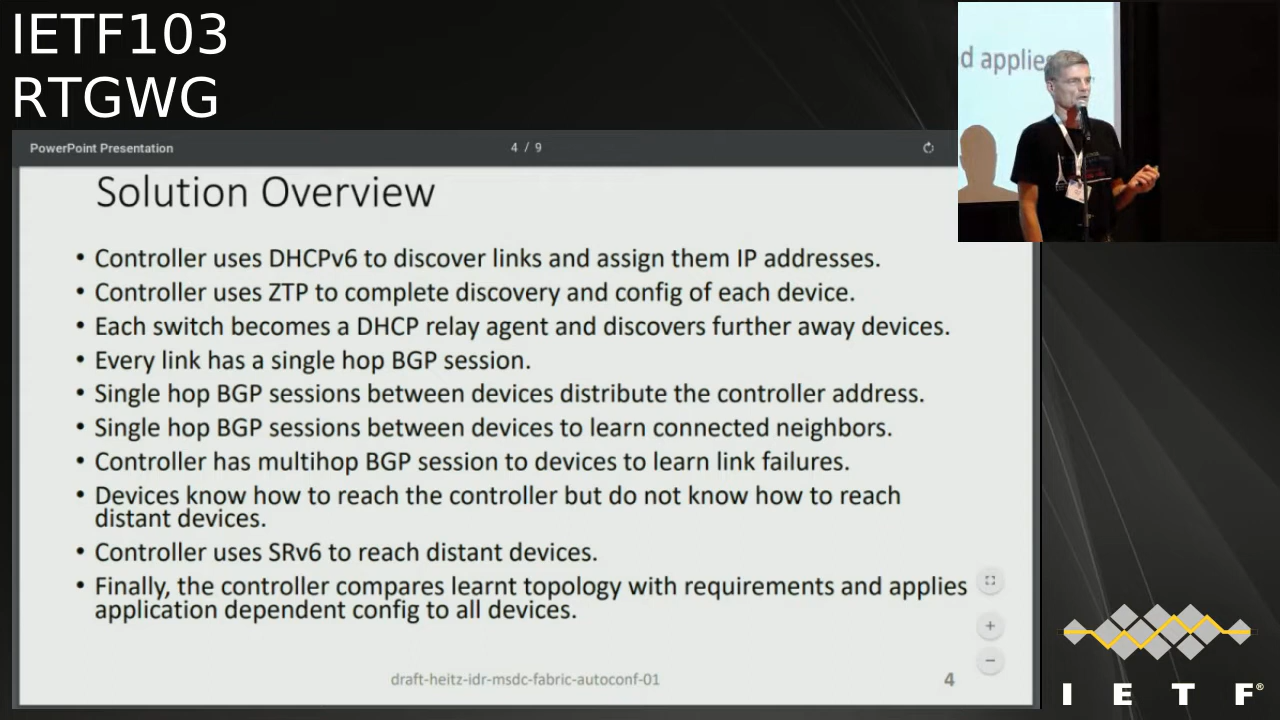 IETF103
RTGWG
d applies
PowerPoint Presentation
4 / 9
Solution Overview
• Controller uses DHCPv6 to discover links and assign them IP addresses.
• Controller uses ZTP to complete discovery and config of each device.
• Each switch becomes a DHCP relay agent and discovers further away devices.
• Every link has a single hop BGP session.
• Single hop BGP sessions between devices distribute the controller address.
• Single hop BGP sessions between devices to learn connected neighbors.
• Controller has multihop BGP session to devices to learn link failures.
• Devices know how to reach the controller but do not know how to reach
distant devices.
• Controller uses SRv6 to reach distant devices.
• Finally, the controller compares learnt topology with requirements and applies
application dependent config to all devices.
draft-heitz-idr-msdc-fabric-autoconf-01
4
I E T F®